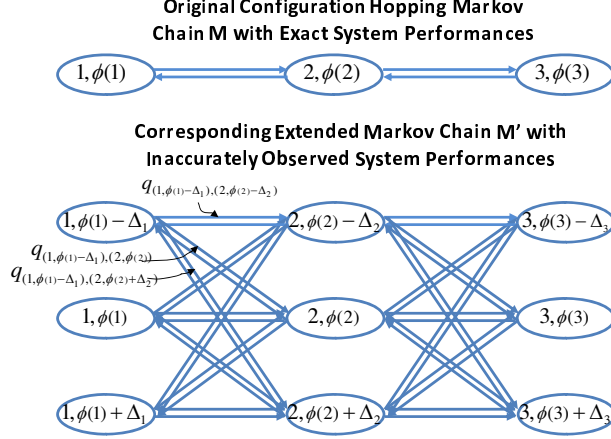 Original Configuration Hopping Markov
Chain M with Exact System Performances
1,ϕ(1) 2,ϕ(2) 3,ϕ(3)
Corresponding Extended Markov Chain M’ with
Inaccurately Observed System Performances
q(1,ϕ(1)−Δ1),(2,ϕ(2)−Δ2)
1,ϕ(1)−Δ1 2,ϕ(2)−Δ2 3,ϕ(3)−Δ3
q(1,ϕ(1)−Δ1),(2,ϕ(2))
q(1,ϕ(1)−Δ1),(2,ϕ(2)+Δ2)
1,ϕ(1) 2,ϕ(2) 3,ϕ(3)
1,ϕ(1)+Δ1 2,ϕ(2)+Δ2 3,ϕ(3)+Δ3